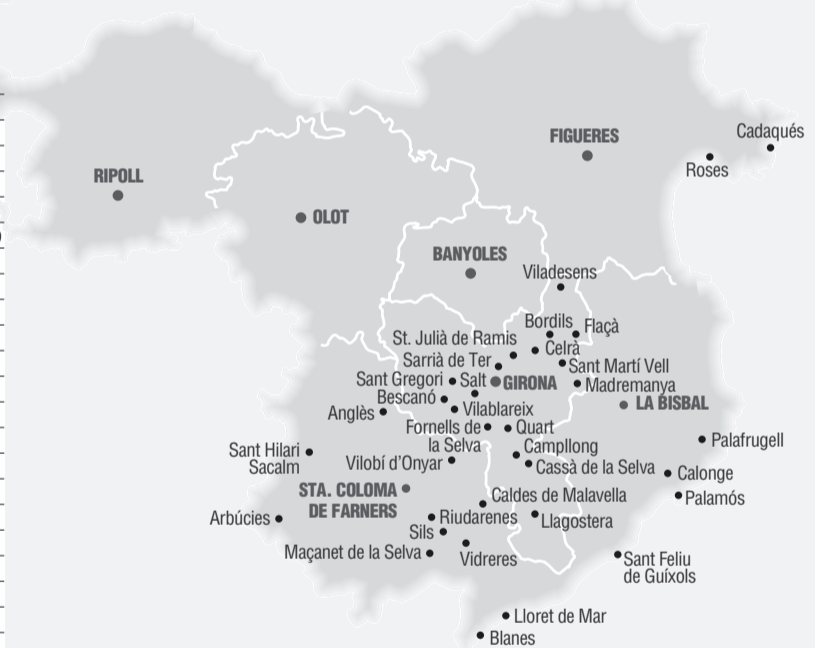 Cadaqués
FIGUERES
Roses
RIPOLL
OLOT
BANYOLES
Viladesens
Bordils
Flaçà
St. Julià de Ramis
Celrà
Sarrià de Ter
Sant Martí Vell
Sant Gregori
Salt
GIRONA
Madremanya
Bescanó
LA BISBAL
Anglès
Vilablareix
Fornells de
la Selva
Quart
Palafrugell
Sant Hilari
Sacalm
Campllong
Vilobí d’Onyar
Cassà de la Selva
Calonge
STA. COLOMA
DE FARNERS
Caldes de Malavella
Palamós
Arbúcies
Riudarenes
Llagostera
Sils
Maçanet de la Selva
Vidreres
Sant Feliu
de Guíxols
Lloret de Mar
Blanes